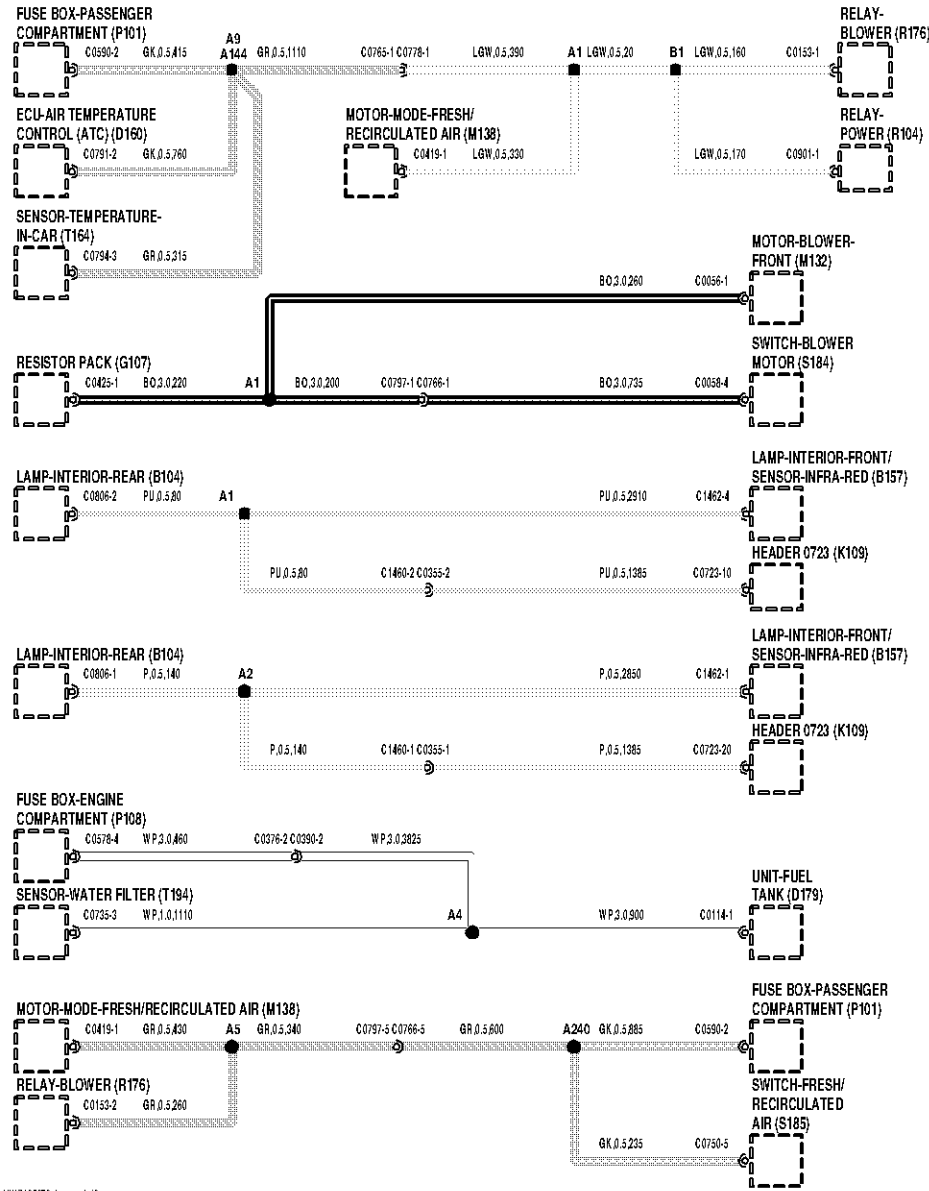 FUSE BOX-PASSENGER
COMPARTMENT (P101)
C0590-2 GK,0.5,415
A9
A144
GR,0.5,1110 C0765-1 C0778-1 LGW,0.5,390 A1 LGW,0.5,20 B1 LGW,0.5,160 C0153-1
RELAY-
BLOWER (R176)
ECU-AIR TEMPERATURE
CONTROL (ATC) (D160)
C0791-2 GK,0.5,760
MOTOR-MODE-FRESH/
RECIRCULATED AIR (M138)
C0419-1 LGW,0.5,330
LGW,0.5,170 C0901-1
RELAY-
POWER (R104)
SENSOR-TEMPERATURE-
IN-CAR (T164)
C0794-3 GR,0.5,315
MOTOR-BLOWER-
FRONT (M132)
BO,3.0,260 C0056-1
RESISTOR PACK (G107)
C0425-1 BO,3.0,220 A1 BO,3.0,200 C0797-1 C0766-1 BO,3.0,735 C0058-4
SWITCH-BLOWER
MOTOR (S184)
LAMP-INTERIOR-REAR (B104)
C0806-2 PU,0.5,80 A1 PU,0.5,2910 C1462-4
LAMP-INTERIOR-FRONT/
SENSOR-INFRA-RED (B157)
HEADER 0723 (K109)
PU,0.5,80 C1460-2 C0355-2 PU,0.5,1385 C0723-10
LAMP-INTERIOR-REAR (B104)
C0806-1 P,0.5,140 A2 P,0.5,2850 C1462-1
LAMP-INTERIOR-FRONT/
SENSOR-INFRA-RED (B157)
HEADER 0723 (K109)
P,0.5,140 C1460-1 C0355-1 P,0.5,1385 C0723-20
FUSE BOX-ENGINE
COMPARTMENT (P108)
C0578-4 WP,3.0,460 C0376-2 C0390-2 WP,3.0,3825
SENSOR-WATER FILTER (T194)
C0735-3 WP,1.0,1110 A4 WP,3.0,900 C0114-1
UNIT-FUEL
TANK (D179)
MOTOR-MODE-FRESH/RECIRCULATED AIR (M138)
C0419-1 GR,0.5,430 A5 GR,0.5,340 C0797-5 C0766-5 GR,0.5,600 A240 GK,0.5,885 C0590-2
FUSE BOX-PASSENGER
COMPARTMENT (P101)
RELAY-BLOWER (R176)
C0153-2 GR,0.5,260
SWITCH-FRESH/
RECIRCULATED
AIR (S185)
GK,0.5,235 C0750-5